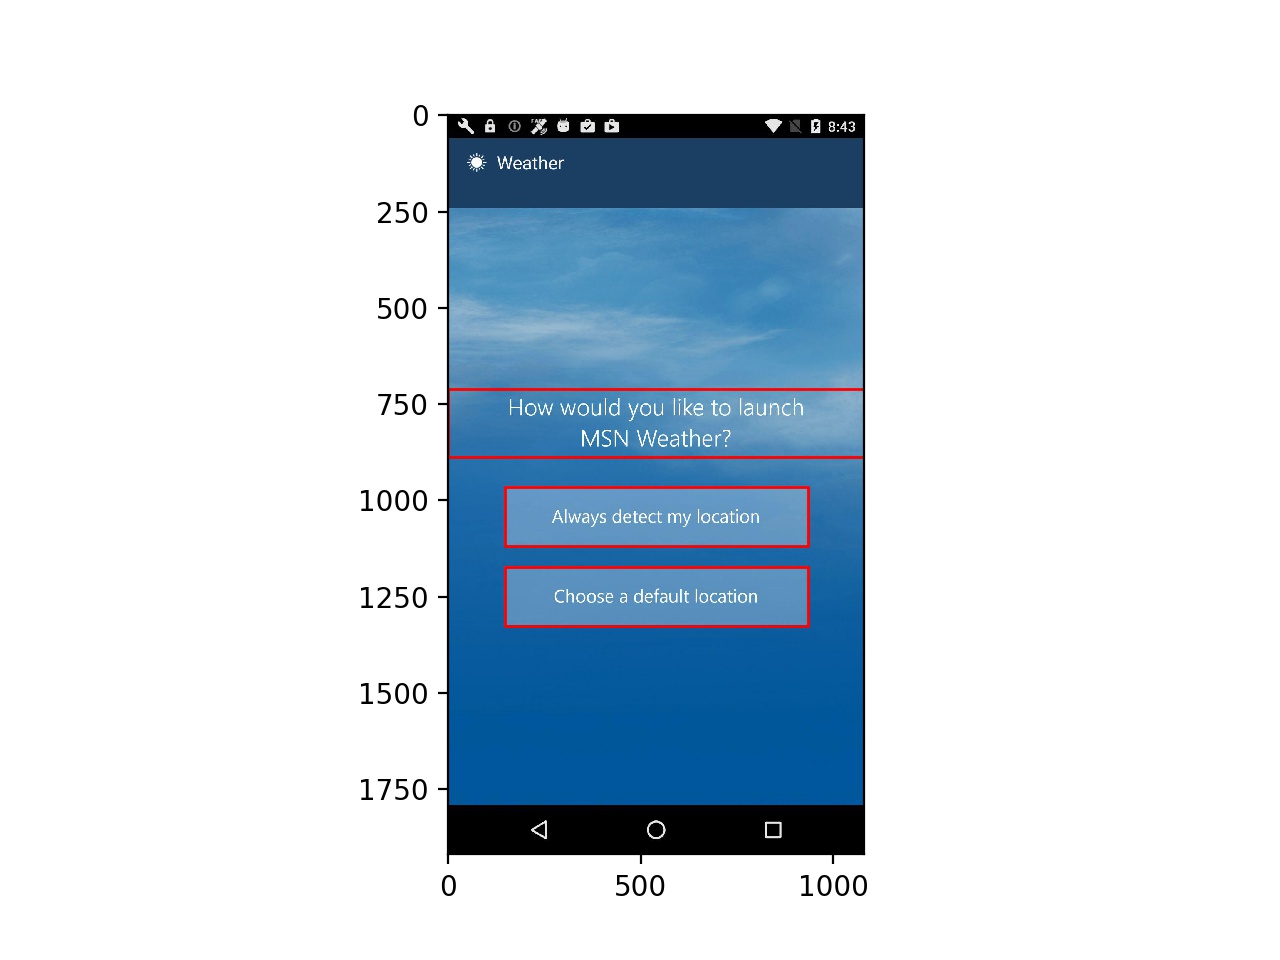 0
250
500
750
1000
1250
1500
1750
8:43
Weather
How would you like to launch
MSN Weather?
Always detect my location
Choose a default location
0
500
1000